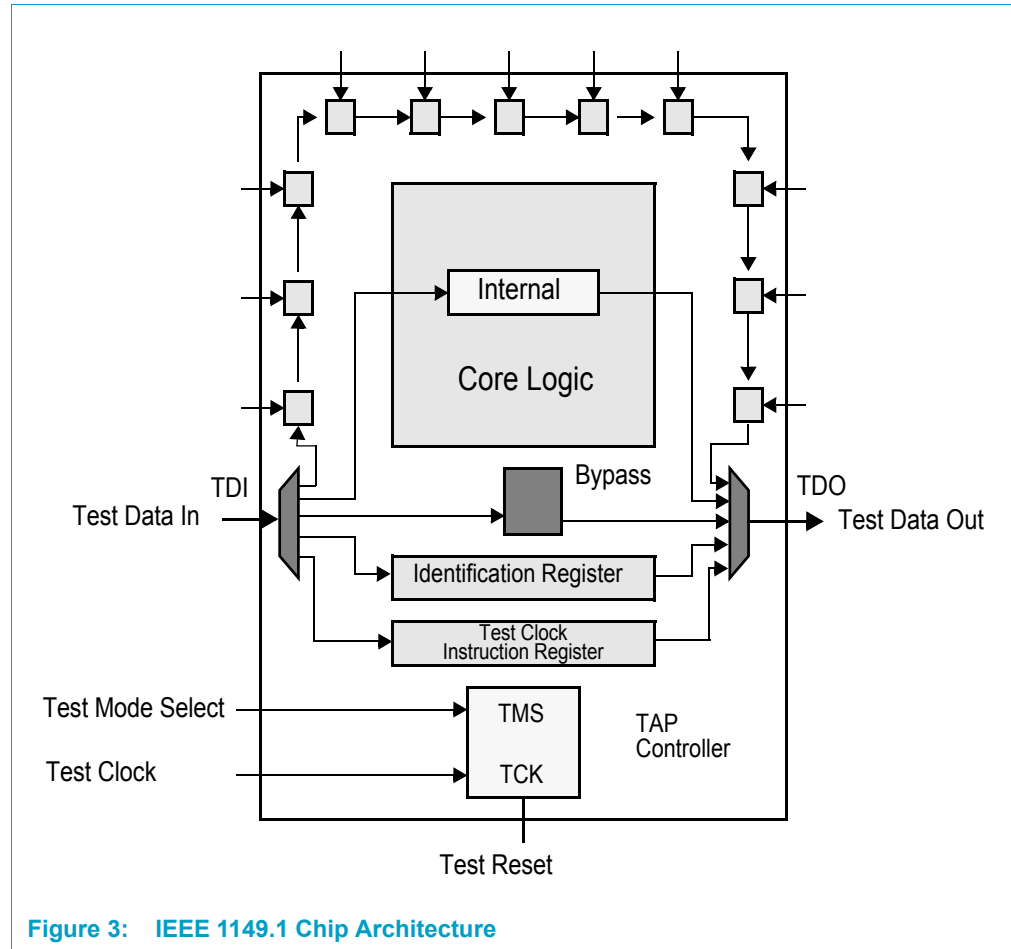 Internal
Core Logic
Bypass
TDI
TDO
Test Data In
Test Data Out
Identification Register
Test Clock
Instruction Register
Test Mode Select
TMS
TAP
Controller
Test Clock
TCK
Test Reset
Figure 3: IEEE 1149.1 Chip Architecture